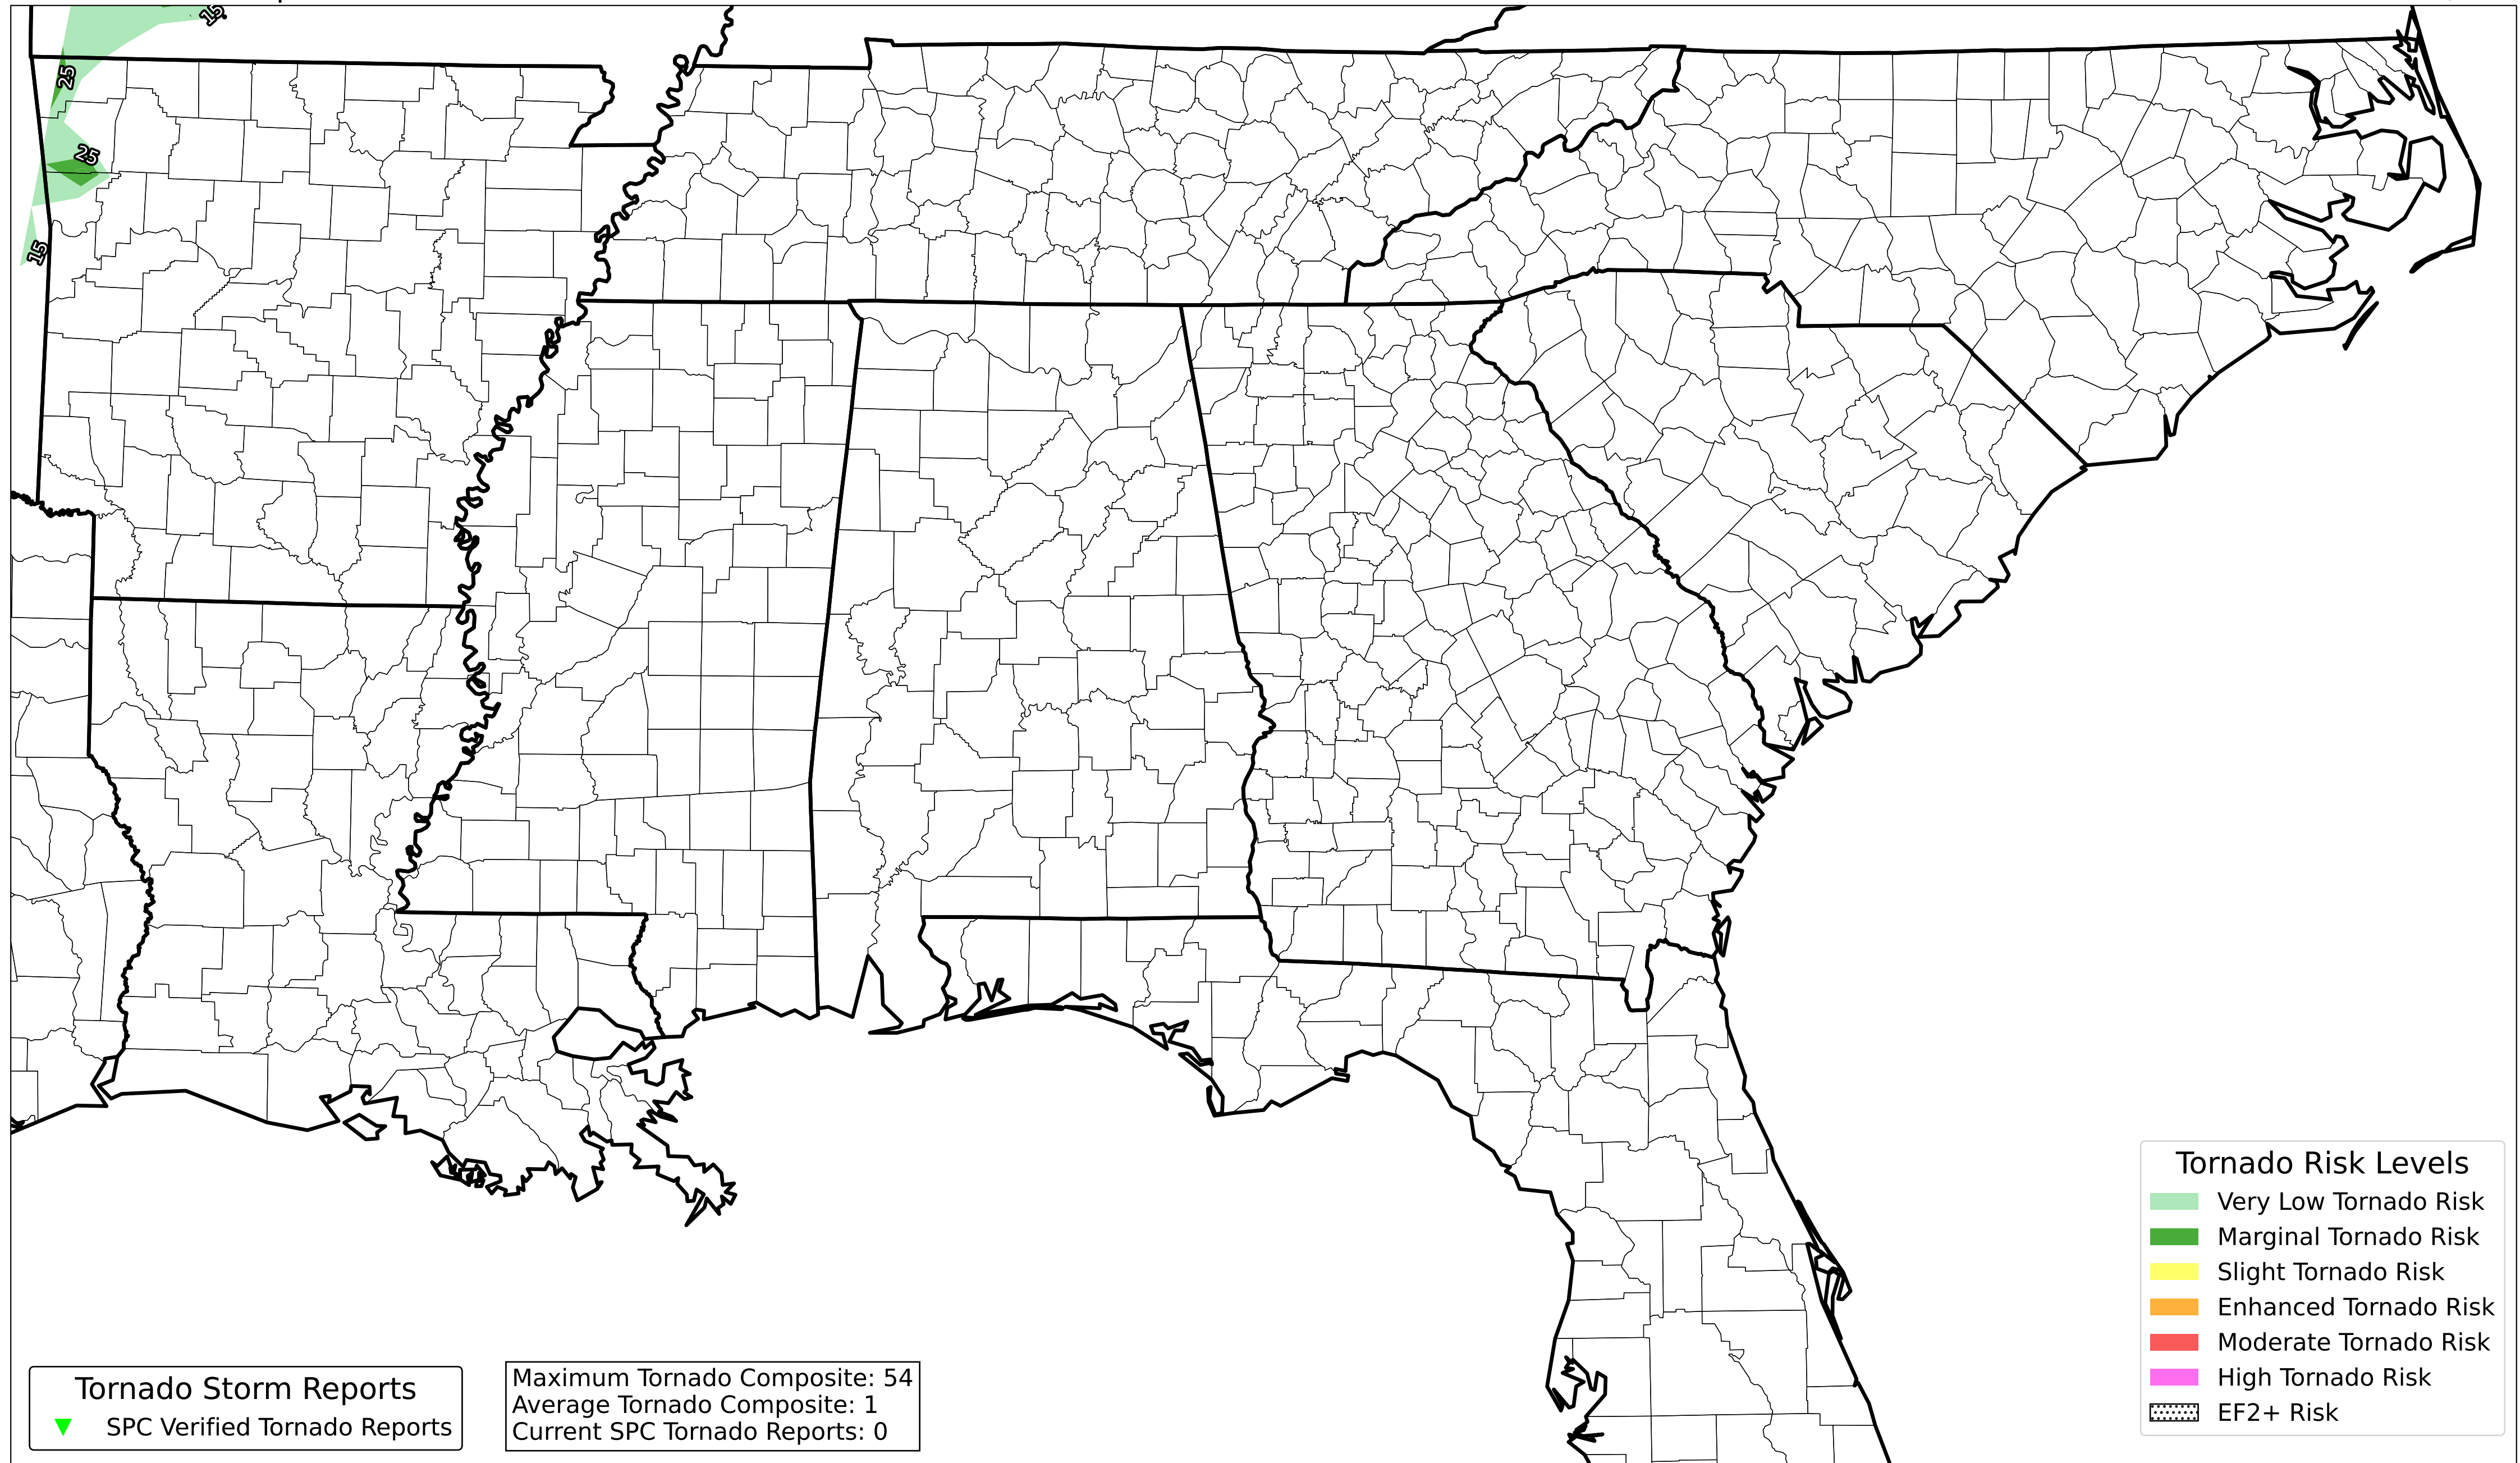 15
25
25
15
Tornado Risk Levels
Very Low Tornado Risk
Marginal Tornado Risk
Slight Tornado Risk
Enhanced Tornado Risk
Moderate Tornado Risk
High Tornado Risk
EF2+ Risk
Tornado Storm Reports
SPC Verified Tornado Reports
Maximum Tornado Composite: 54
Average Tornado Composite: 1
Current SPC Tornado Reports: 0